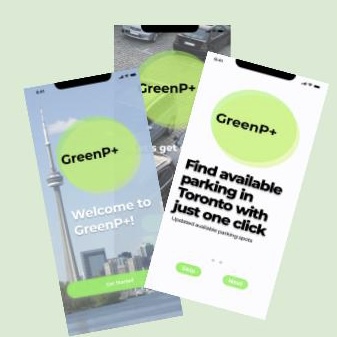 GreenP+
Welcome to
GreenP+!
Get Started
GreenP+
s get
GreenP+
Find available
parking in
Toronto with
just one click
Updated available parking spots
Skip
Next